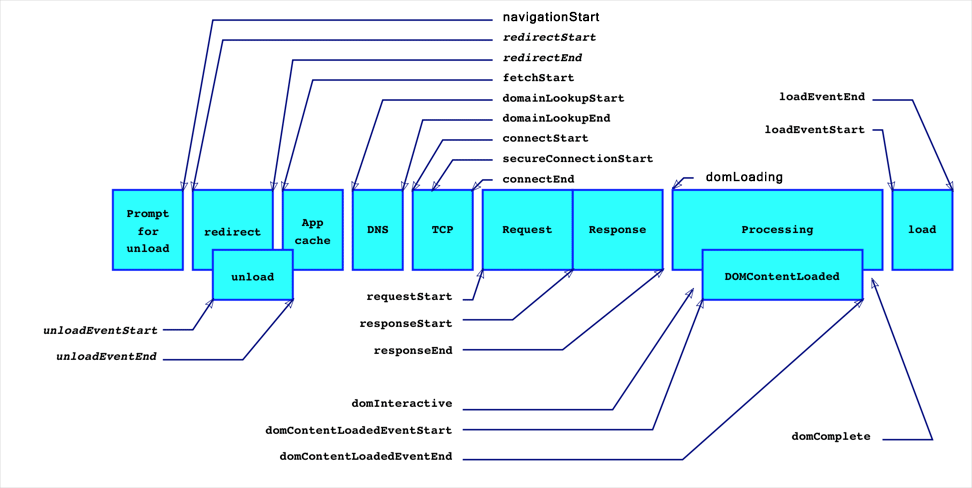 navigationStart
redirectStart
redirectEnd
fetchStart
domainLookupStart
domainLookupEnd
connectStart
secureConnectionStart
connectEnd
loadEventEnd
loadEventStart
domLoading
Prompt
for
unload
redirect
App
cache
DNS
TCP
Request
Response
Processing
load
unload
DOMContentLoaded
requestStart
responseStart
responseEnd
unloadEventStart
unloadEventEnd
domInteractive
domContentLoadedEventStart
domContentLoadedEventEnd
domComplete